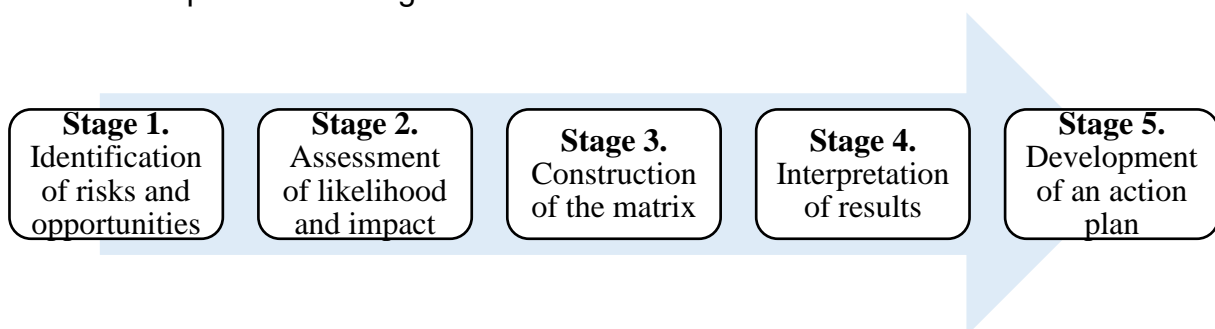 Stage 1.
Identification
of risks and
opportunities
Stage 2.
Assessment
of likelihood
and impact
Stage 3.
Construction
of the matrix
Stage 4.
Interpretation
of results
Stage 5.
Development
of an action
plan